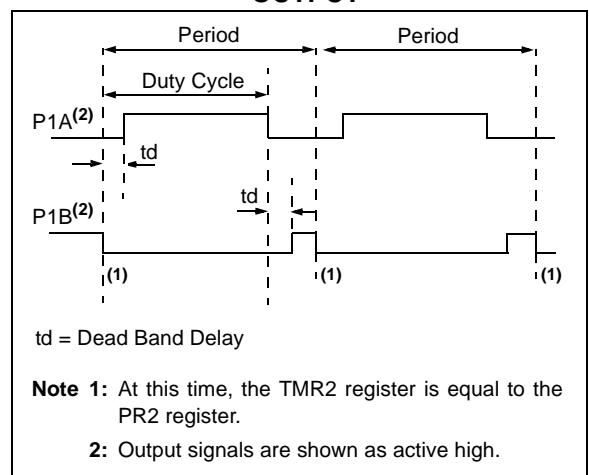 Period Period
Duty Cycle
P1A(2)
td
td
P1B(2)
(1) (1) (1)
td = Dead Band Delay
Note 1: At this time, the TMR2 register is equal to the
PR2 register.
2: Output signals are shown as active high.